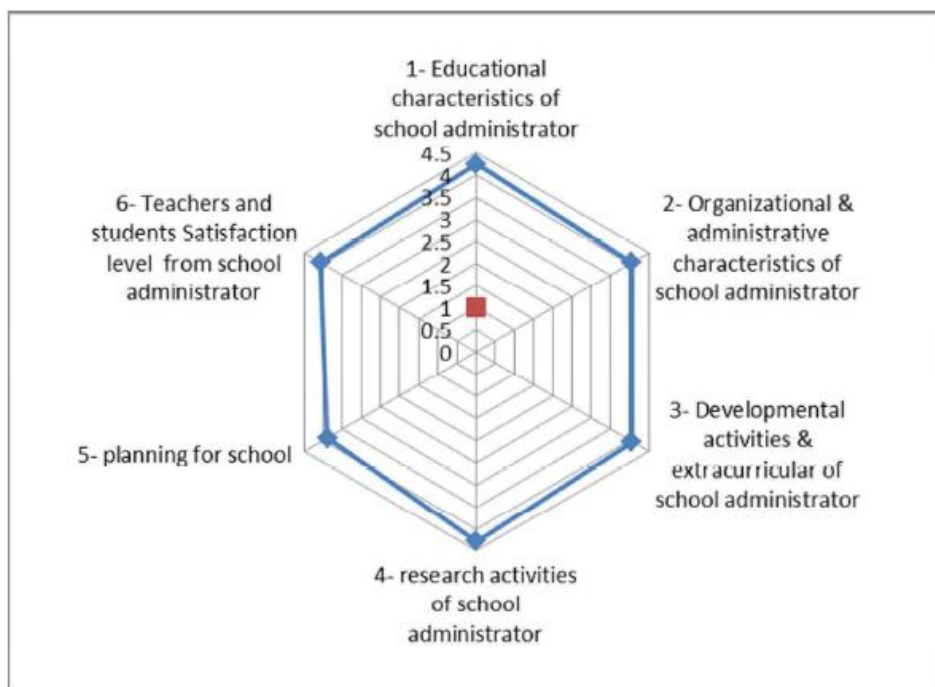 1- Educational
characteristics of
school administrator
4.5
4
3.5
3
2.5
2
1.5
1
0.5
0
2- Organizational &
administrative
characteristics of
school administrator
3- Developmental
activities &
extracurricular of
school administrator
4- research activities
of school
administrator
5- planning for school
6- Teachers and
students Satisfaction
level from school
administrator